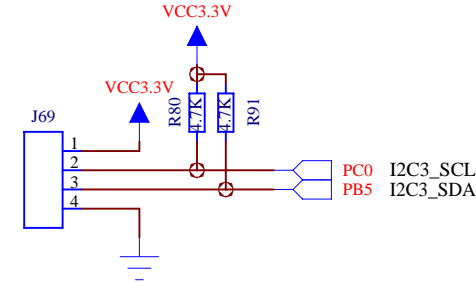 VCC3.3V
VCC3.3V
R80
4.7K
4.7K
R91
J69
1
2
3
4
PC0 I2C3_SCL
PB5 I2C3_SDA